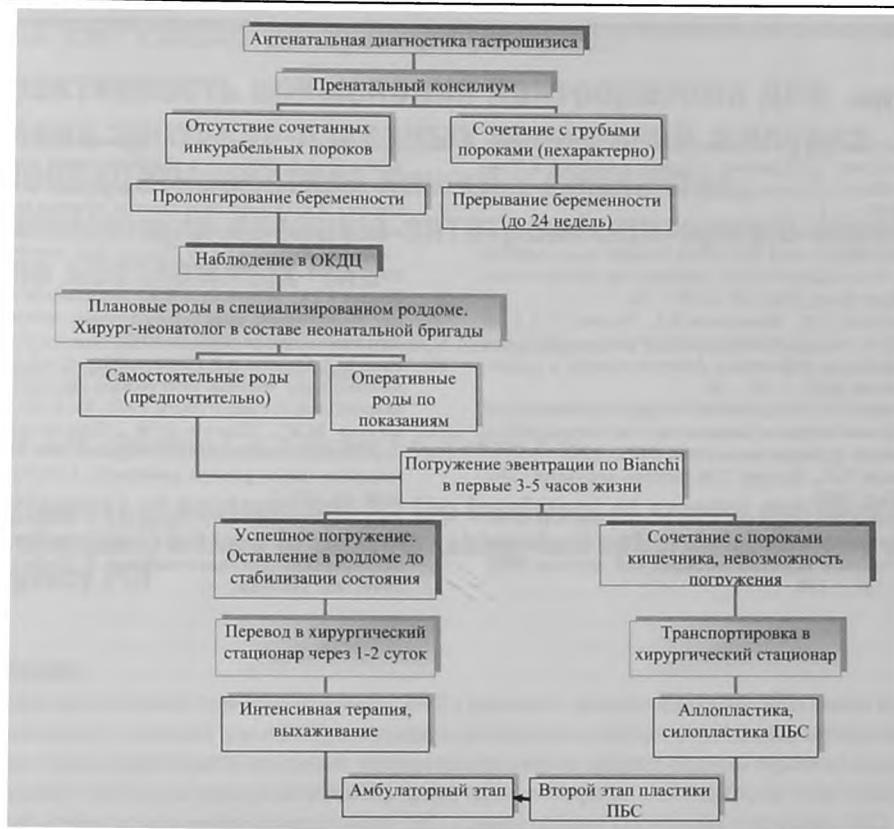 Антенатальная диагностика гастрошизиса
Пренатальный консилиум
Отсутствие сочетанных
инкурабельных пороков
Сочетание с грубыми
пороками (нехарактерно)
Пролонгирование беременности
Прерывание беременности
(до 24 недель)
Наблюдение в ОКДЦ
Плановые роды в специализированном роддоме.
Хирург-неонатолог в составе неонатальной бригады
Самостоятельные роды
(предпочтительно)
Оперативные
роды по
показаниям
Погружение эвентрации по Bianchi
в первые 3-5 часов жизни
Успешное погружение.
Оставление в роддоме до
стабилизации состояния
Сочетание с пороками
кишечника, невозможность
погружения
Перевод в хирургический
стационар через 1-2 суток
Транспортировка в
хирургический стационар
Интенсивная терапия,
выхаживание
Аллопластика,
силопластика ПБС
Амбулаторный этап
Второй этап пластики
ПБС